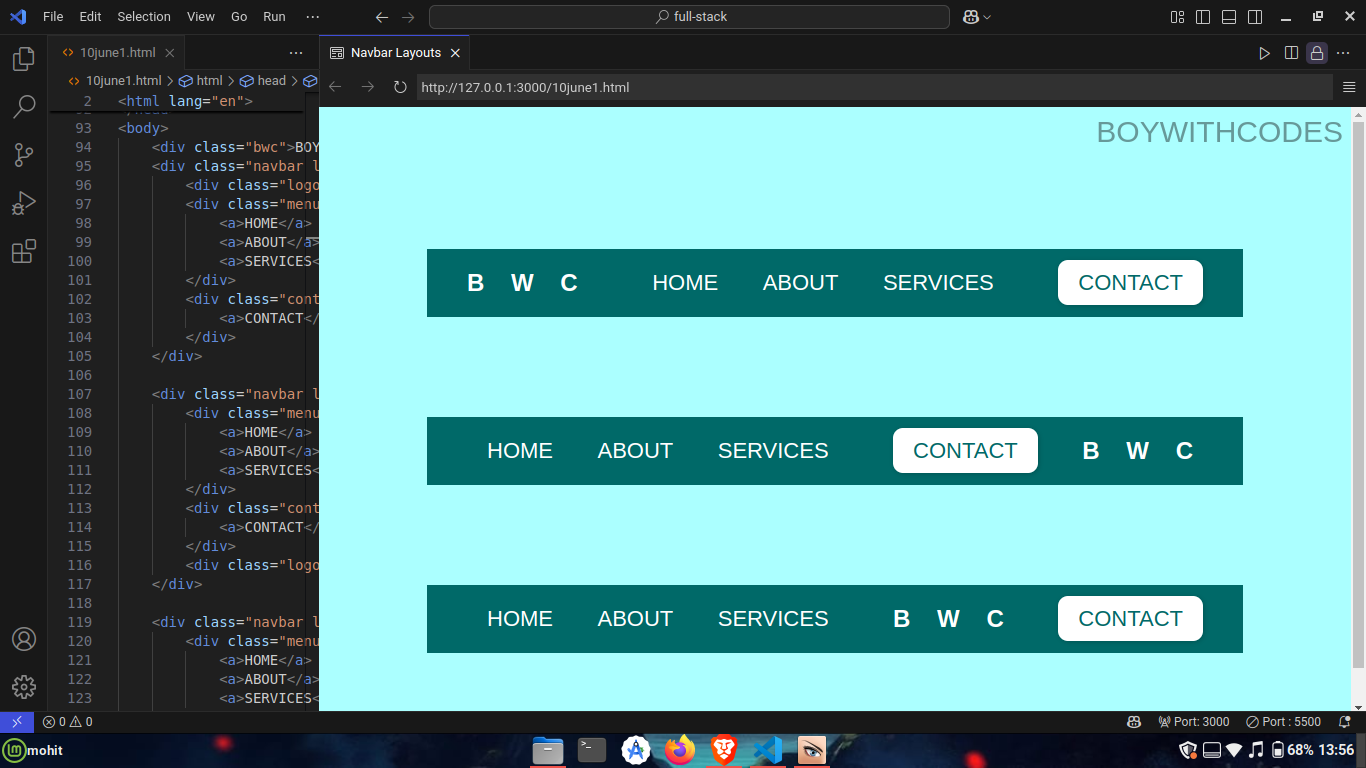 File Edit Selection View Go Run ··· full-stack
10june1.html ··· Navbar Layouts
10june1.html > html > head >
http://127.0.0.1:3000/10june1.html
2 <html lang="en">
93 <body>
94 <div class="bwc">BOY
95 <div class="navbar l
96 <div class="logo
97 <div class="menu
98 <a>HOME</a>
99 <a>ABOUT</a>
100 <a>SERVICES<
101 </div>
102 <div class="cont
103 <a>CONTACT</
104 </div>
105 </div>
106
107 <div class="navbar l
108 <div class="menu
109 <a>HOME</a>
110 <a>ABOUT</a>
111 <a>SERVICES<
112 </div>
113 <div class="cont
114 <a>CONTACT</
115 </div>
116 <div class="logo
117 </div>
118
119 <div class="navbar l
120 <div class="menu
121 <a>HOME</a>
122 <a>ABOUT</a>
123 <a>SERVICES<
BOYWITHCODES
B W C HOME ABOUT SERVICES CONTACT
HOME ABOUT SERVICES CONTACT B W C
HOME ABOUT SERVICES B W C CONTACT
0 0 Port: 3000 Port : 5500
mohit 68% 13:56